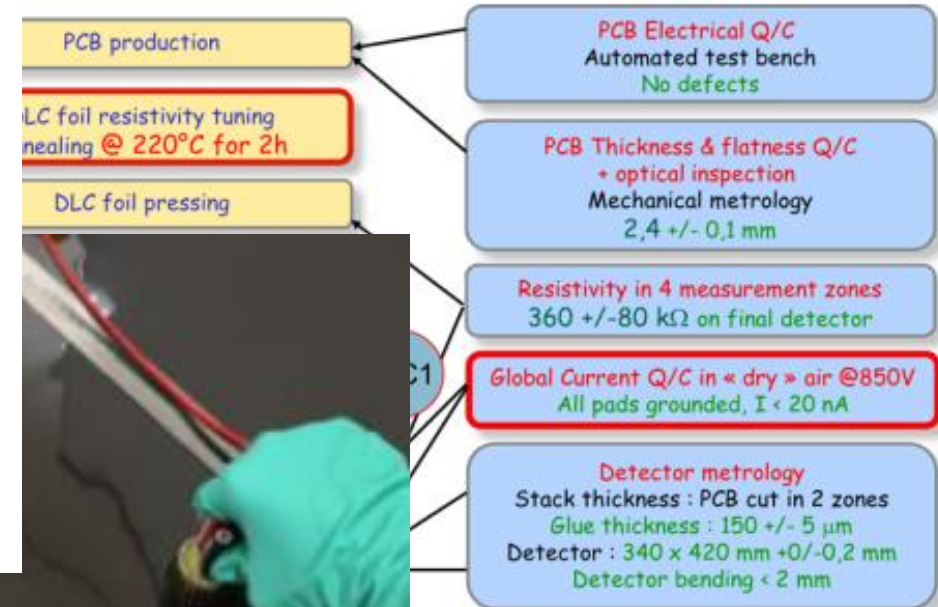 PCB production
LC foil resistivity tuning
nealing @ 220°C for 2h
DLC foil pressing
PCB Electrical Q/C
Automated test bench
No defects
PCB Thickness & flatness Q/C
+ optical inspection
Mechanical metrology
2,4 +/- 0,1 mm
Resistivity in 4 measurement zones
360 +/-80 kΩ on final detector
C1
Global Current Q/C in « dry » air @850V
All pads grounded, I < 20 nA
Detector metrology
Stack thickness : PCB cut in 2 zones
Glue thickness : 150 +/- 5 μm
Detector : 340 x 420 mm +0/-0,2 mm
Detector bending < 2 mm